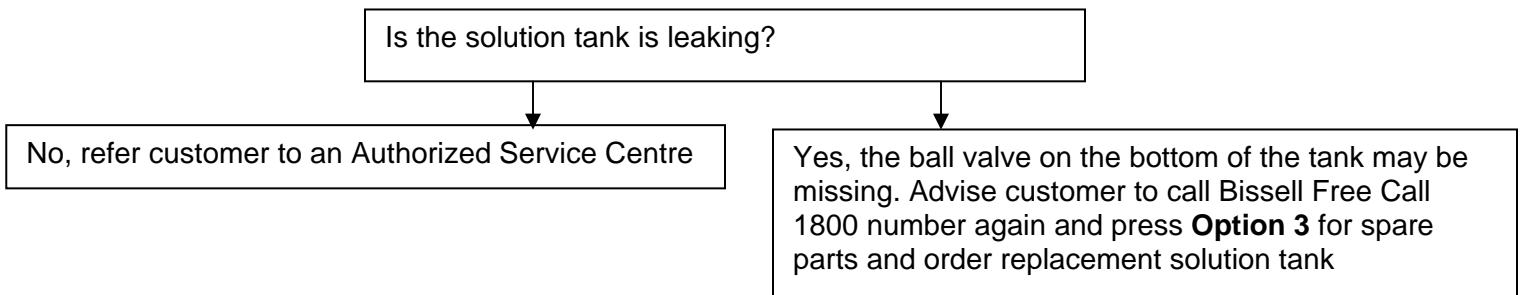 Is the solution tank is leaking?
No, refer customer to an Authorized Service Centre
Yes, the ball valve on the bottom of the tank may be
missing. Advise customer to call Bissell Free Call
1800 number again and press Option 3 for spare
parts and order replacement solution tank